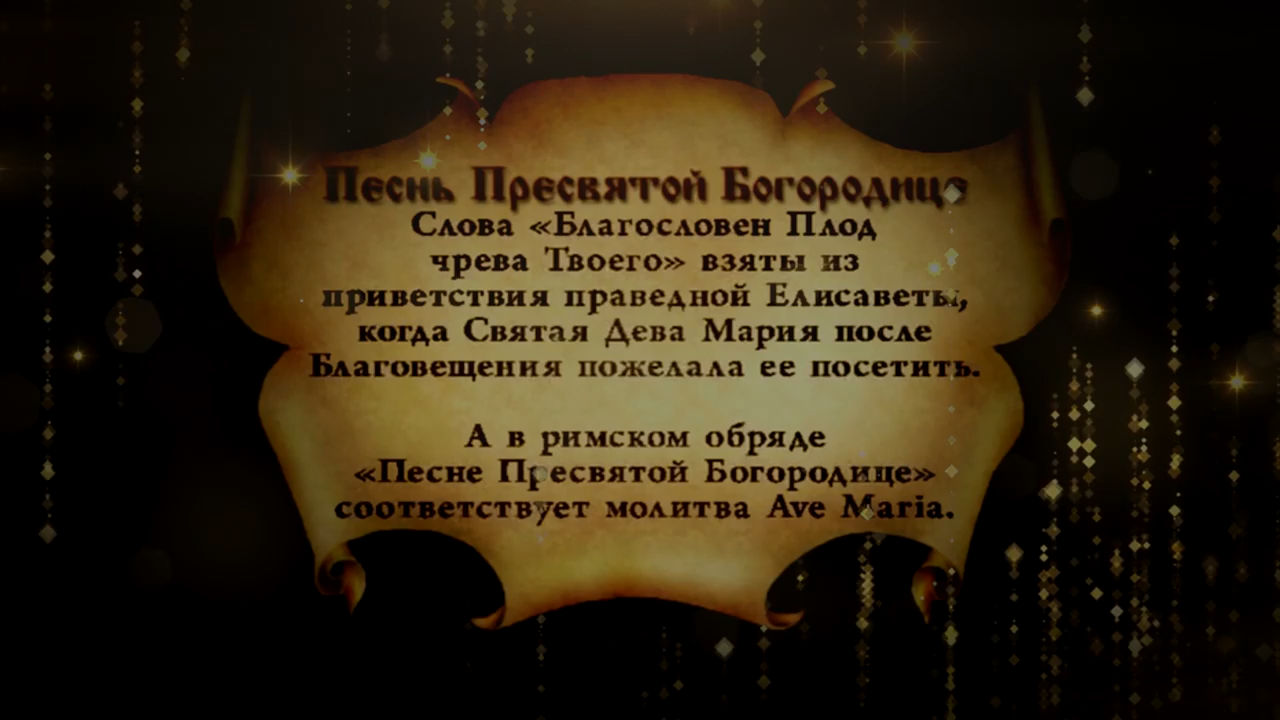 Песнь Пресвятой Богородице
Слова «Благословен Плод
чрева Твоего» взяты из
приветствия праведной Елисаветы,
когда Святая Дева Мария после
Благовещения пожелала ее посетить.
А в римском обряде
«Песне Пресвятой Богородице»
соответствует молитва Ave Maria.